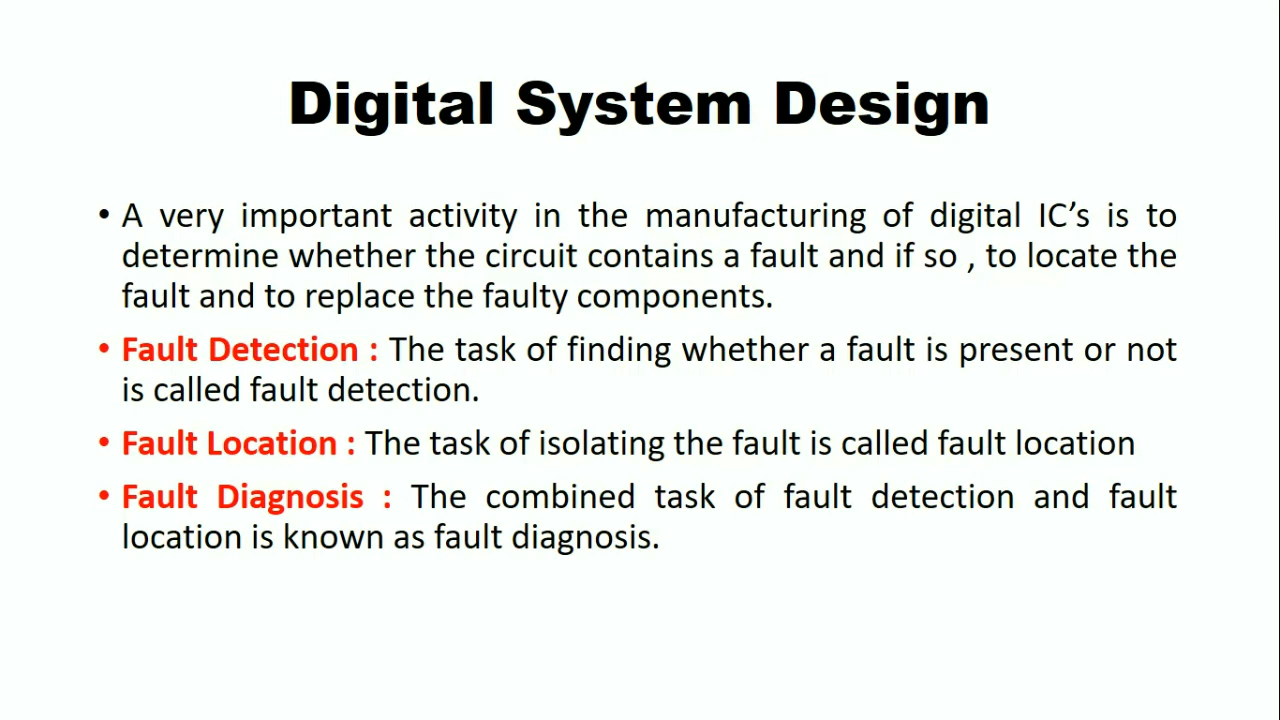 Digital System Design
• A very important activity in the manufacturing of digital IC’s is to
determine whether the circuit contains a fault and if so , to locate the
fault and to replace the faulty components.
• Fault Detection : The task of finding whether a fault is present or not
is called fault detection.
• Fault Location : The task of isolating the fault is called fault location
• Fault Diagnosis : The combined task of fault detection and fault
location is known as fault diagnosis.